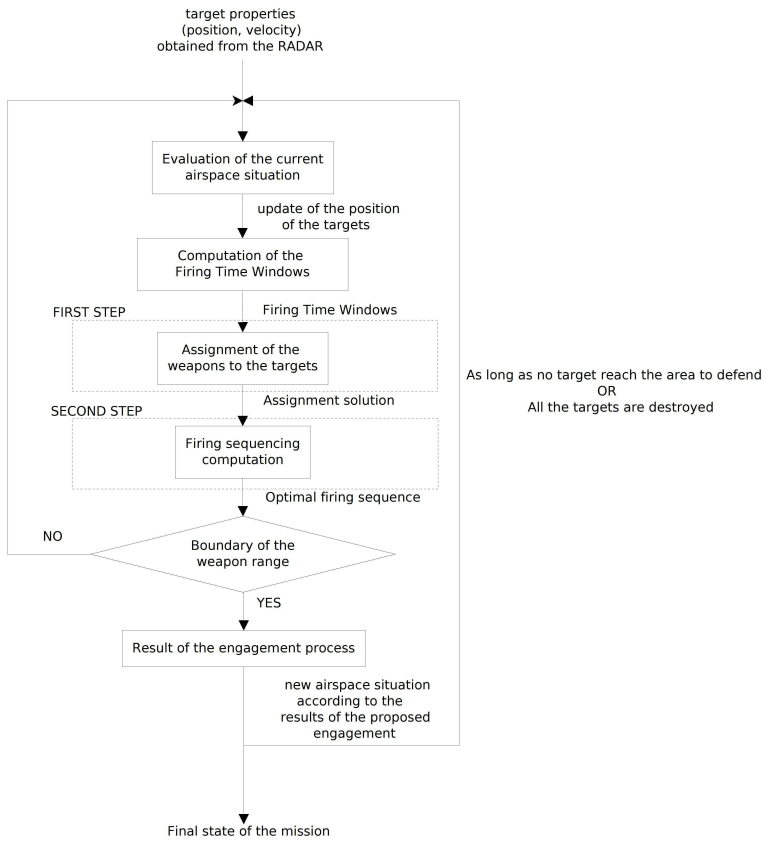 target properties
(position, velocity)
obtained from the RADAR
Evaluation of the current
airspace situation
update of the position
of the targets
Computation of the
Firing Time Windows
Firing Time Windows
FIRST STEP
Assignment of the
weapons to the targets
As long as no target reach the area to defend
OR
All the targets are destroyed
Assignment solution
SECOND STEP
Firing sequencing
computation
Optimal firing sequence
NO
Boundary of the
weapon range
YES
Result of the engagement process
new airspace situation
according to the
results of the proposed
engagement
Final state of the mission